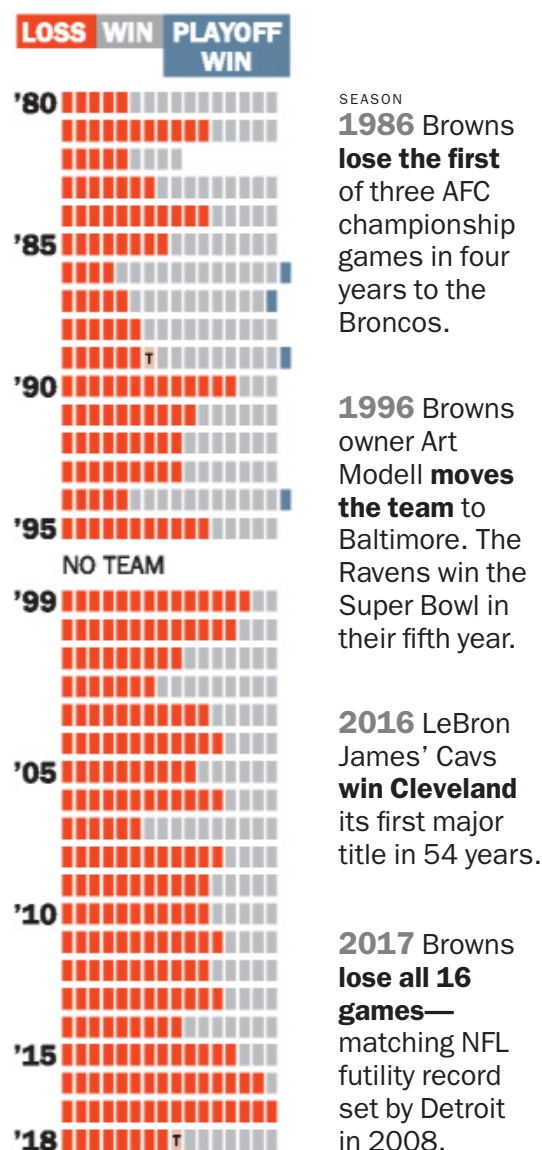 LOSS WIN PLAYOFF
WIN
’80
’85
T
’90
’95
NO TEAM
’99
’05
’10
’15
’18 T
SEASON
1986 Browns
lose the first
of three AFC
championship
games in four
years to the
Broncos.
1996 Browns
owner Art
Modell moves
the team to
Baltimore. The
Ravens win the
Super Bowl in
their fifth year.
2016 LeBron
James’ Cavs
win Cleveland
its first major
title in 54 years.
2017 Browns
lose all 16
games—
matching NFL
futility record
set by Detroit
in 2008.